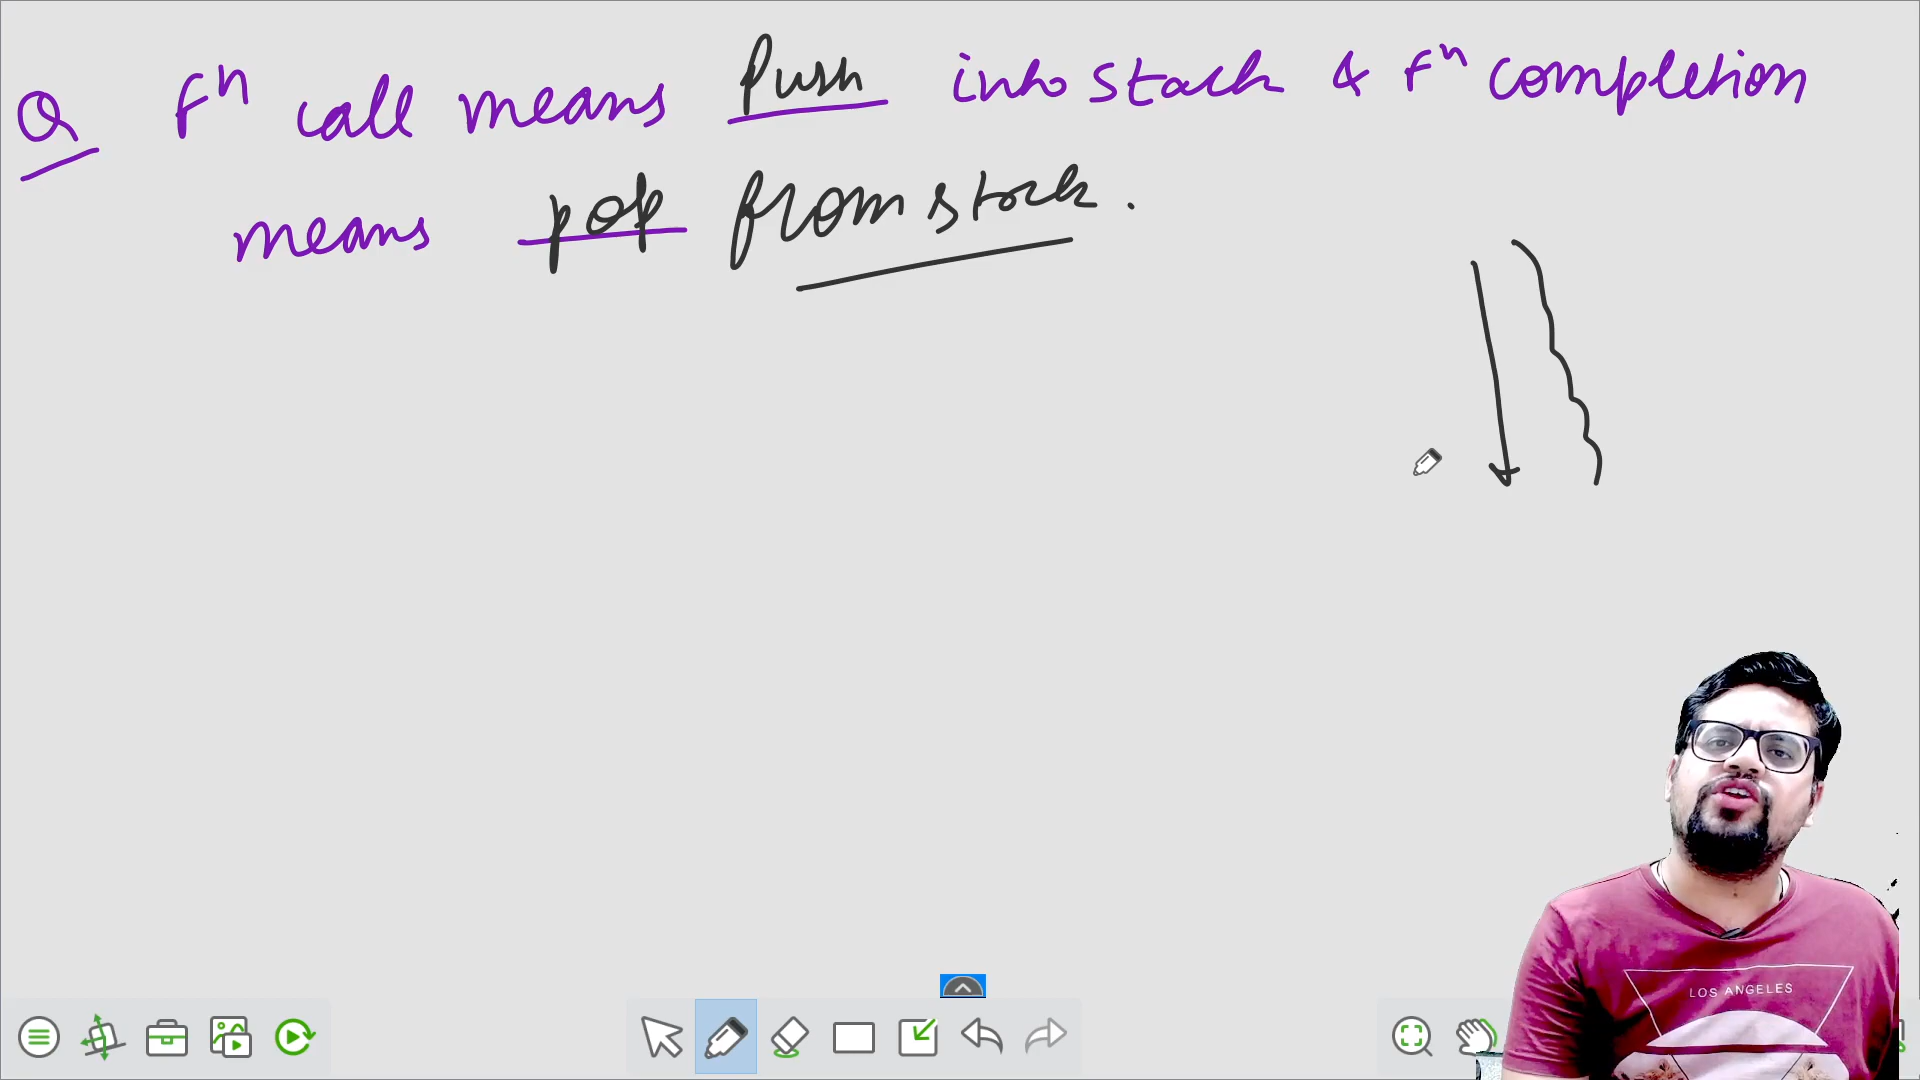 Q fⁿ call means Push into stack & fⁿ completion
means pop from stack.
LOS ANGELES